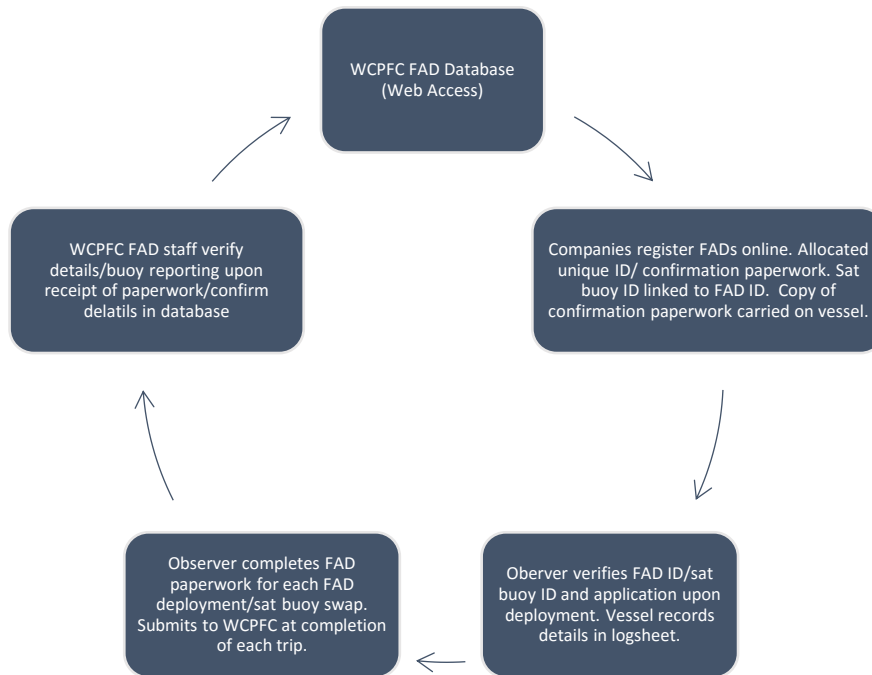 WCPFC FAD Database
(Web Access)
Companies register FADs online. Allocated
unique ID/ confirmation paperwork. Sat
buoy ID linked to FAD ID.  Copy of
confirmation paperwork carried on vessel.
Oberver verifies FAD ID/sat
buoy ID and application upon
deployment. Vessel records
details in logsheet.
Observer completes FAD
paperwork for each FAD
deployment/sat buoy swap.
Submits to WCPFC at completion
of each trip.
WCPFC FAD staff verify
details/buoy reporting upon
receipt of paperwork/confirm
delatils in database